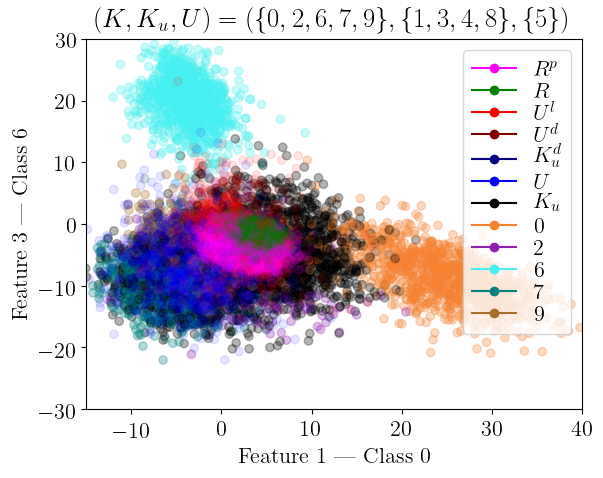 (K, K_u, U) = ({0, 2, 6, 7, 9}, {1, 3, 4, 8}, {5})
30
20
10
0
−10
−20
−30
Feature 3 — Class 6
R^p
R
U^l
U^d
K_u^d
U
K_u
0
2
6
7
9
−10
0
10
20
30
40
Feature 1 — Class 0